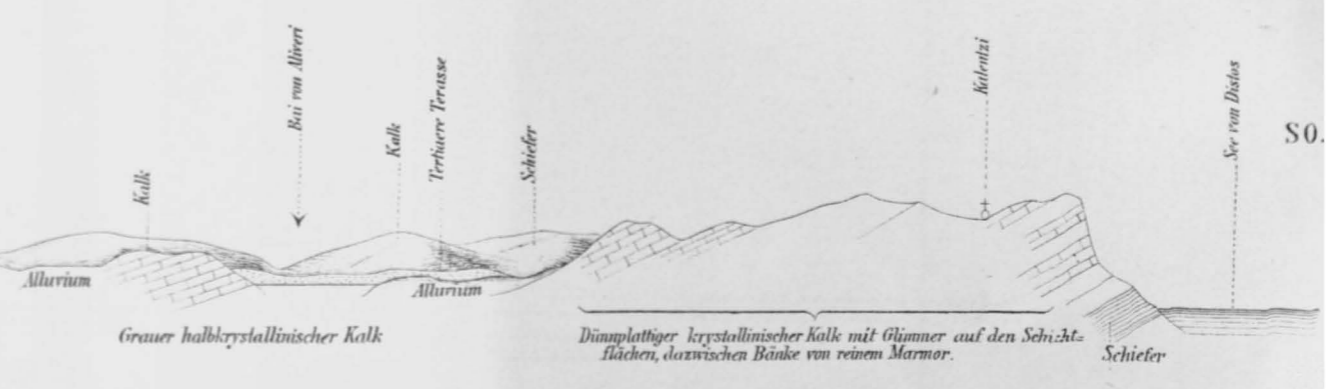 Bai von Aliveri
Kalk
Kalk
Tertiaere Terasse
Schiefer
Kalentzi
See von Distos
SO.
Alluvium
Alluvium
Grauer halbkrystallinischer Kalk
Dünnplattiger krystallinischer Kalk mit Glimmer auf den Schicht=
flächen, dazwischen Bänke von reinem Marmor.
Schiefer